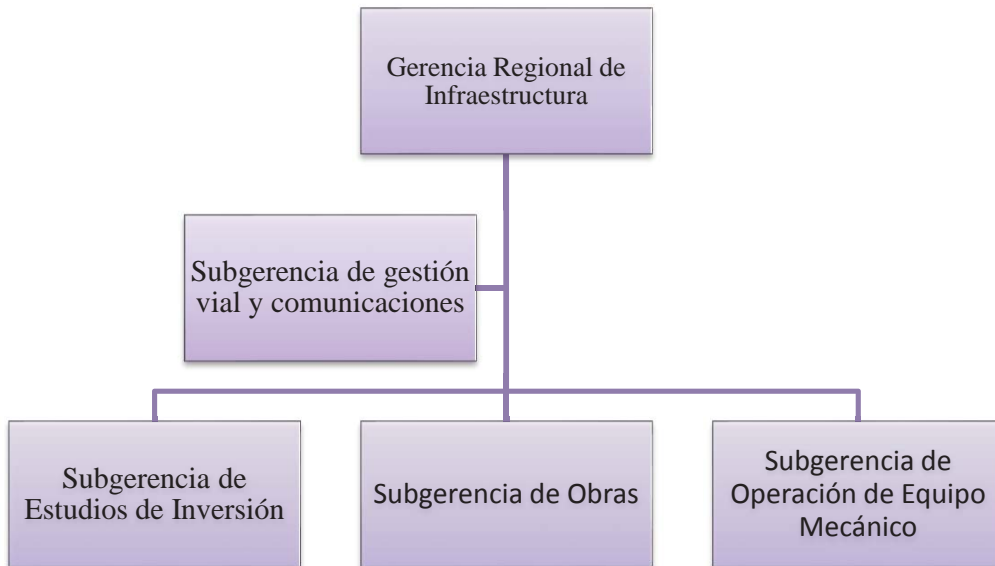 Gerencia Regional de
Infraestructura
Subgerencia de gestión
vial y comunicaciones
Subgerencia de
Estudios de Inversión
Subgerencia de Obras
Subgerencia de
Operación de Equipo
Mecánico